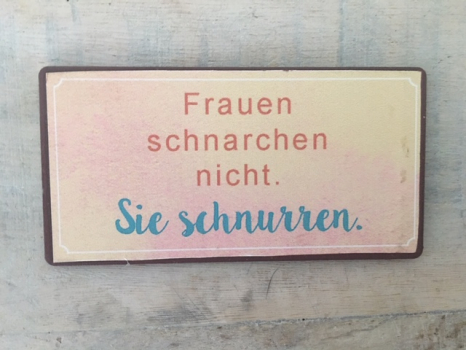 Frauen
schnarchen
nicht.
Sie schnurren.